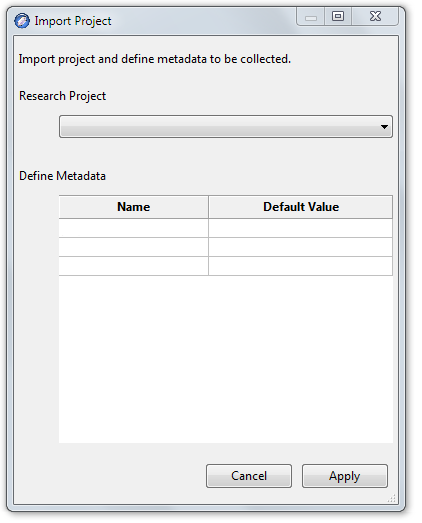 Import Project
Import project and define metadata to be collected.
Research Project
Define Metadata
Name Default Value
Cancel Apply